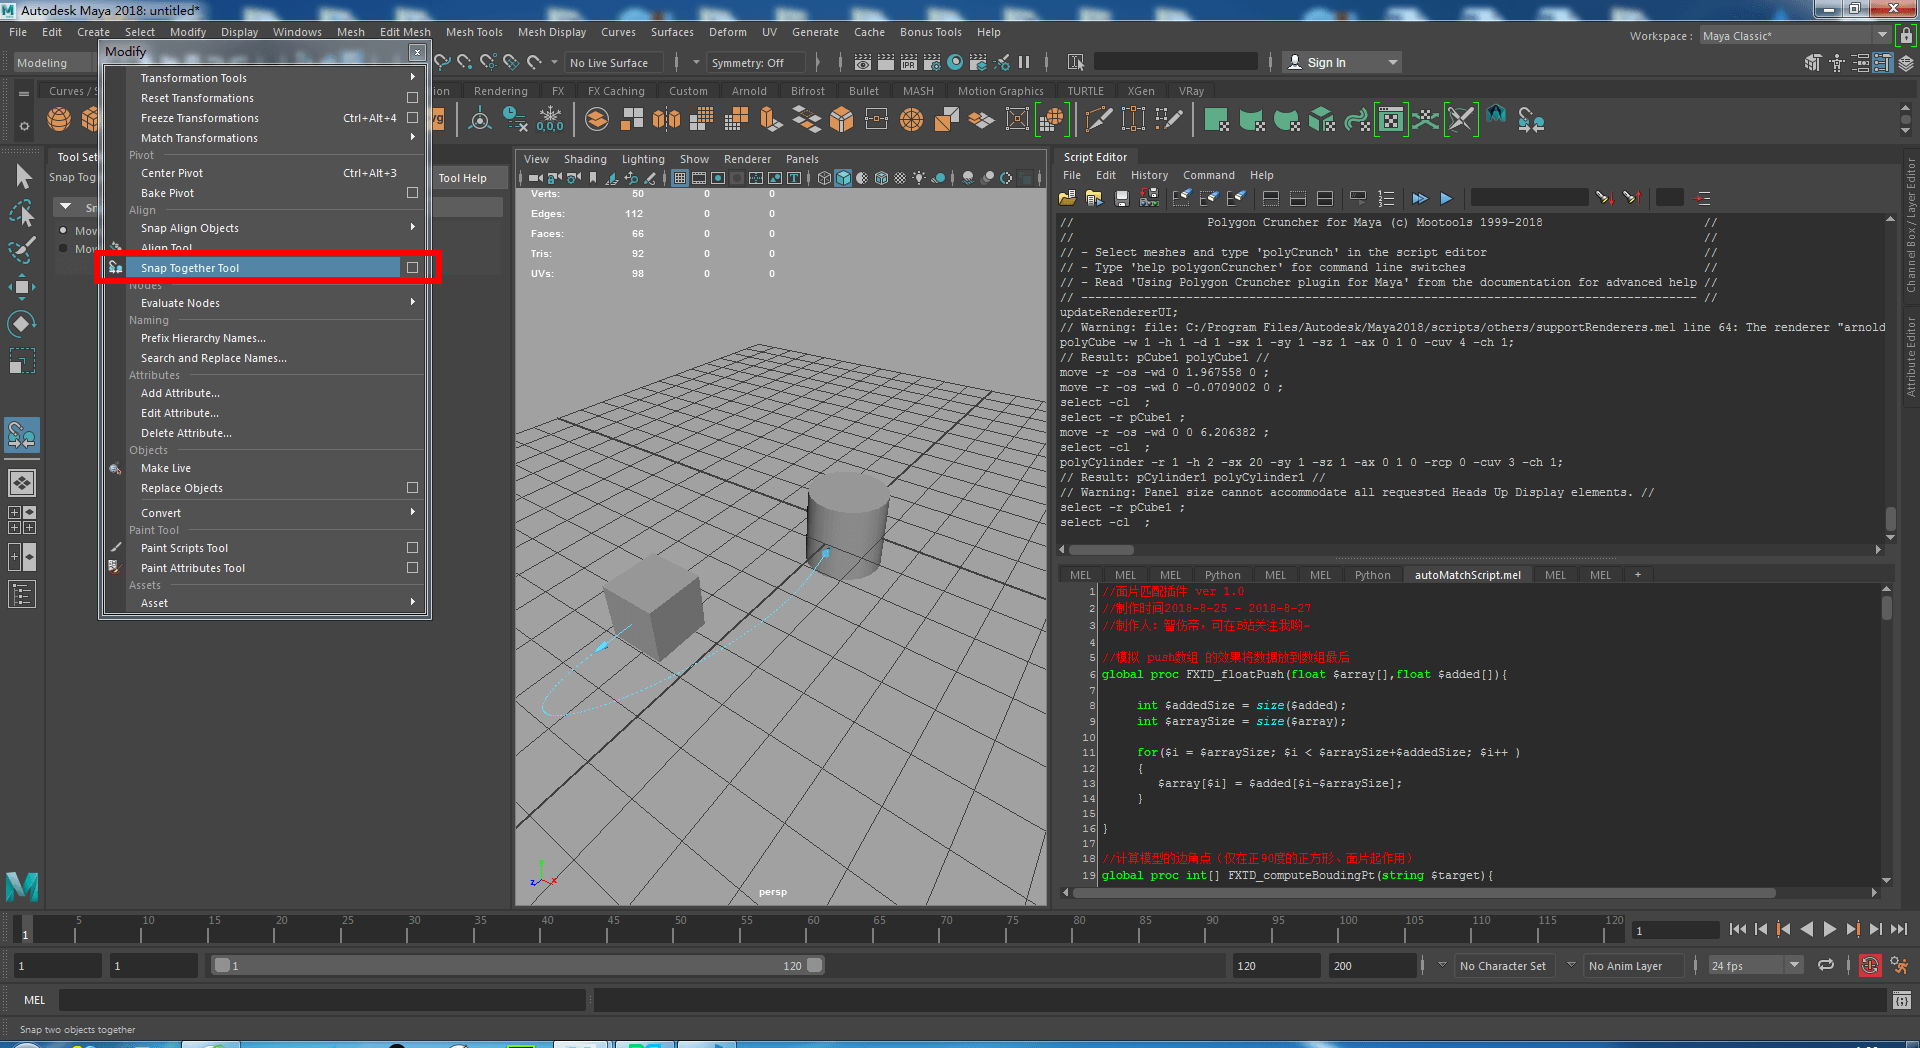 Autodesk Maya 2018: untitled*
File Edit Create Select Modify Display Windows Mesh Edit Mesh Mesh Tools Mesh Display Curves Surfaces Deform UV Generate Cache Bonus Tools Help
Workspace : Maya Classic*
Modeling
No Live Surface
Symmetry: Off
Sign In
Curves / S
Rendering FX FX Caching Custom Arnold Bifrost Bullet MASH Motion Graphics TURTLE XGen VRay
Modify
Transformation Tools
Reset Transformations
Freeze Transformations Ctrl+Alt+4
Match Transformations
Pivot
Center Pivot Ctrl+Alt+3
Bake Pivot
Align
Snap Align Objects
Align Tool
Snap Together Tool
Nodes
Evaluate Nodes
Naming
Prefix Hierarchy Names...
Search and Replace Names...
Attributes
Add Attribute...
Edit Attribute...
Delete Attribute...
Objects
Make Live
Replace Objects
Convert
Paint Tool
Paint Scripts Tool
Paint Attributes Tool
Assets
Asset
Tool Set
Snap Tog
Tool Help
Sn
Mov
Mov
View Shading Lighting Show Renderer Panels
Verts: 50 0 0
Edges: 112 0 0
Faces: 66 0 0
Tris: 92 0 0
UVs: 98 0 0
persp
Script Editor
File Edit History Command Help
// Polygon Cruncher for Maya (c) Mootools 1999-2018 //
// //
// - Select meshes and type 'polyCrunch' in the script editor //
// - Type 'help polygonCruncher' for command line switches //
// - Read 'Using Polygon Cruncher plugin for Maya' from the documentation for advanced help //
// ---------------------------------------------------------------------------------------- //
updateRendererUI;
// Warning: file: C:/Program Files/Autodesk/Maya2018/scripts/others/supportRenderers.mel line 64: The renderer "arnold
polyCube -w 1 -h 1 -d 1 -sx 1 -sy 1 -sz 1 -ax 0 1 0 -cuv 4 -ch 1;
// Result: pCube1 polyCube1 //
move -r -os -wd 0 1.967558 0 ;
move -r -os -wd 0 -0.0709002 0 ;
select -cl  ;
select -r pCube1 ;
move -r -os -wd 0 0 6.206382 ;
select -cl  ;
polyCylinder -r 1 -h 2 -sx 20 -sy 1 -sz 1 -ax 0 1 0 -rcp 0 -cuv 3 -ch 1;
// Result: pCylinder1 polyCylinder1 //
// Warning: Panel size cannot accommodate all requested Heads Up Display elements. //
select -r pCube1 ;
select -cl  ;
MEL MEL MEL Python MEL MEL Python autoMatchScript.mel MEL MEL +
1 //面片匹配插件 ver 1.0
2 //制作时间2018-8-25 - 2018-8-27
3 //制作人: 智伤帝，可在B站关注我哟~
4
5 //模拟 push数组 的效果将数据放到数组最后
6 global proc FXTD_floatPush(float $array[],float $added[]){
7
8 int $addedSize = size($added);
9 int $arraySize = size($array);
10
11 for($i = $arraySize; $i < $arraySize+$addedSize; $i++ )
12 {
13 $array[$i] = $added[$i-$arraySize];
14 }
15
16 }
17
18 //计算模型的边角点（仅在正90度的正方形、面片起作用）
19 global proc int[] FXTD_computeBoudingPt(string $target){
Channel Box / Layer Editor
Attribute Editor
1 5 10 15 20 25 30 35 40 45 50 55 60 65 70 75 80 85 90 95 100 105 110 115 120
1
1 1 1 120 120 200 No Character Set No Anim Layer 24 fps
MEL
Snap two objects together